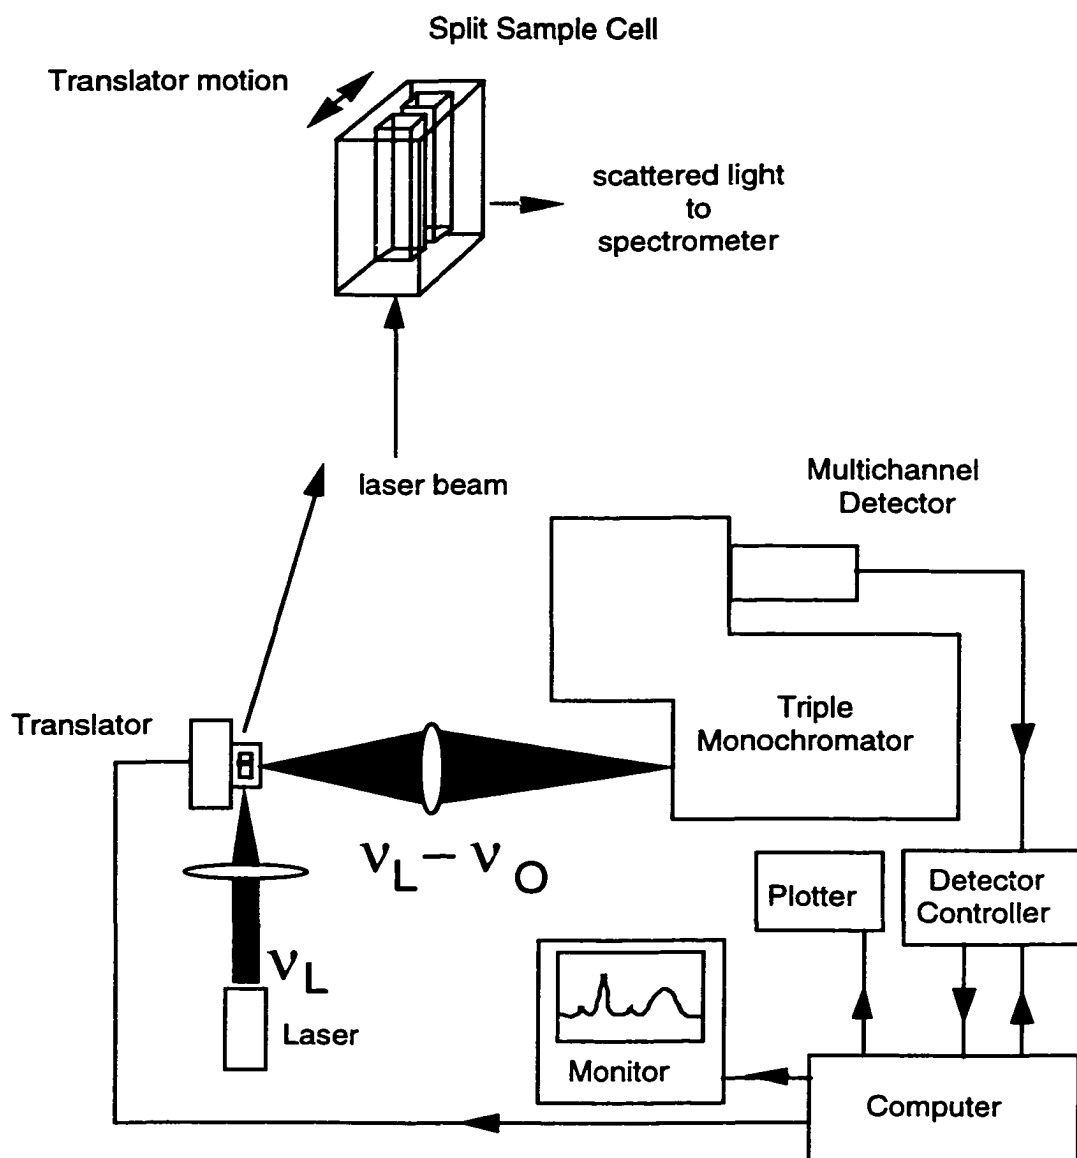 Split Sample Cell
Translator motion
scattered light
to
spectrometer
laser beam
Multichannel
Detector
Triple
Monochromator
Translator
νL – νO
Plotter
Detector
Controller
νL
Laser
Monitor
Computer